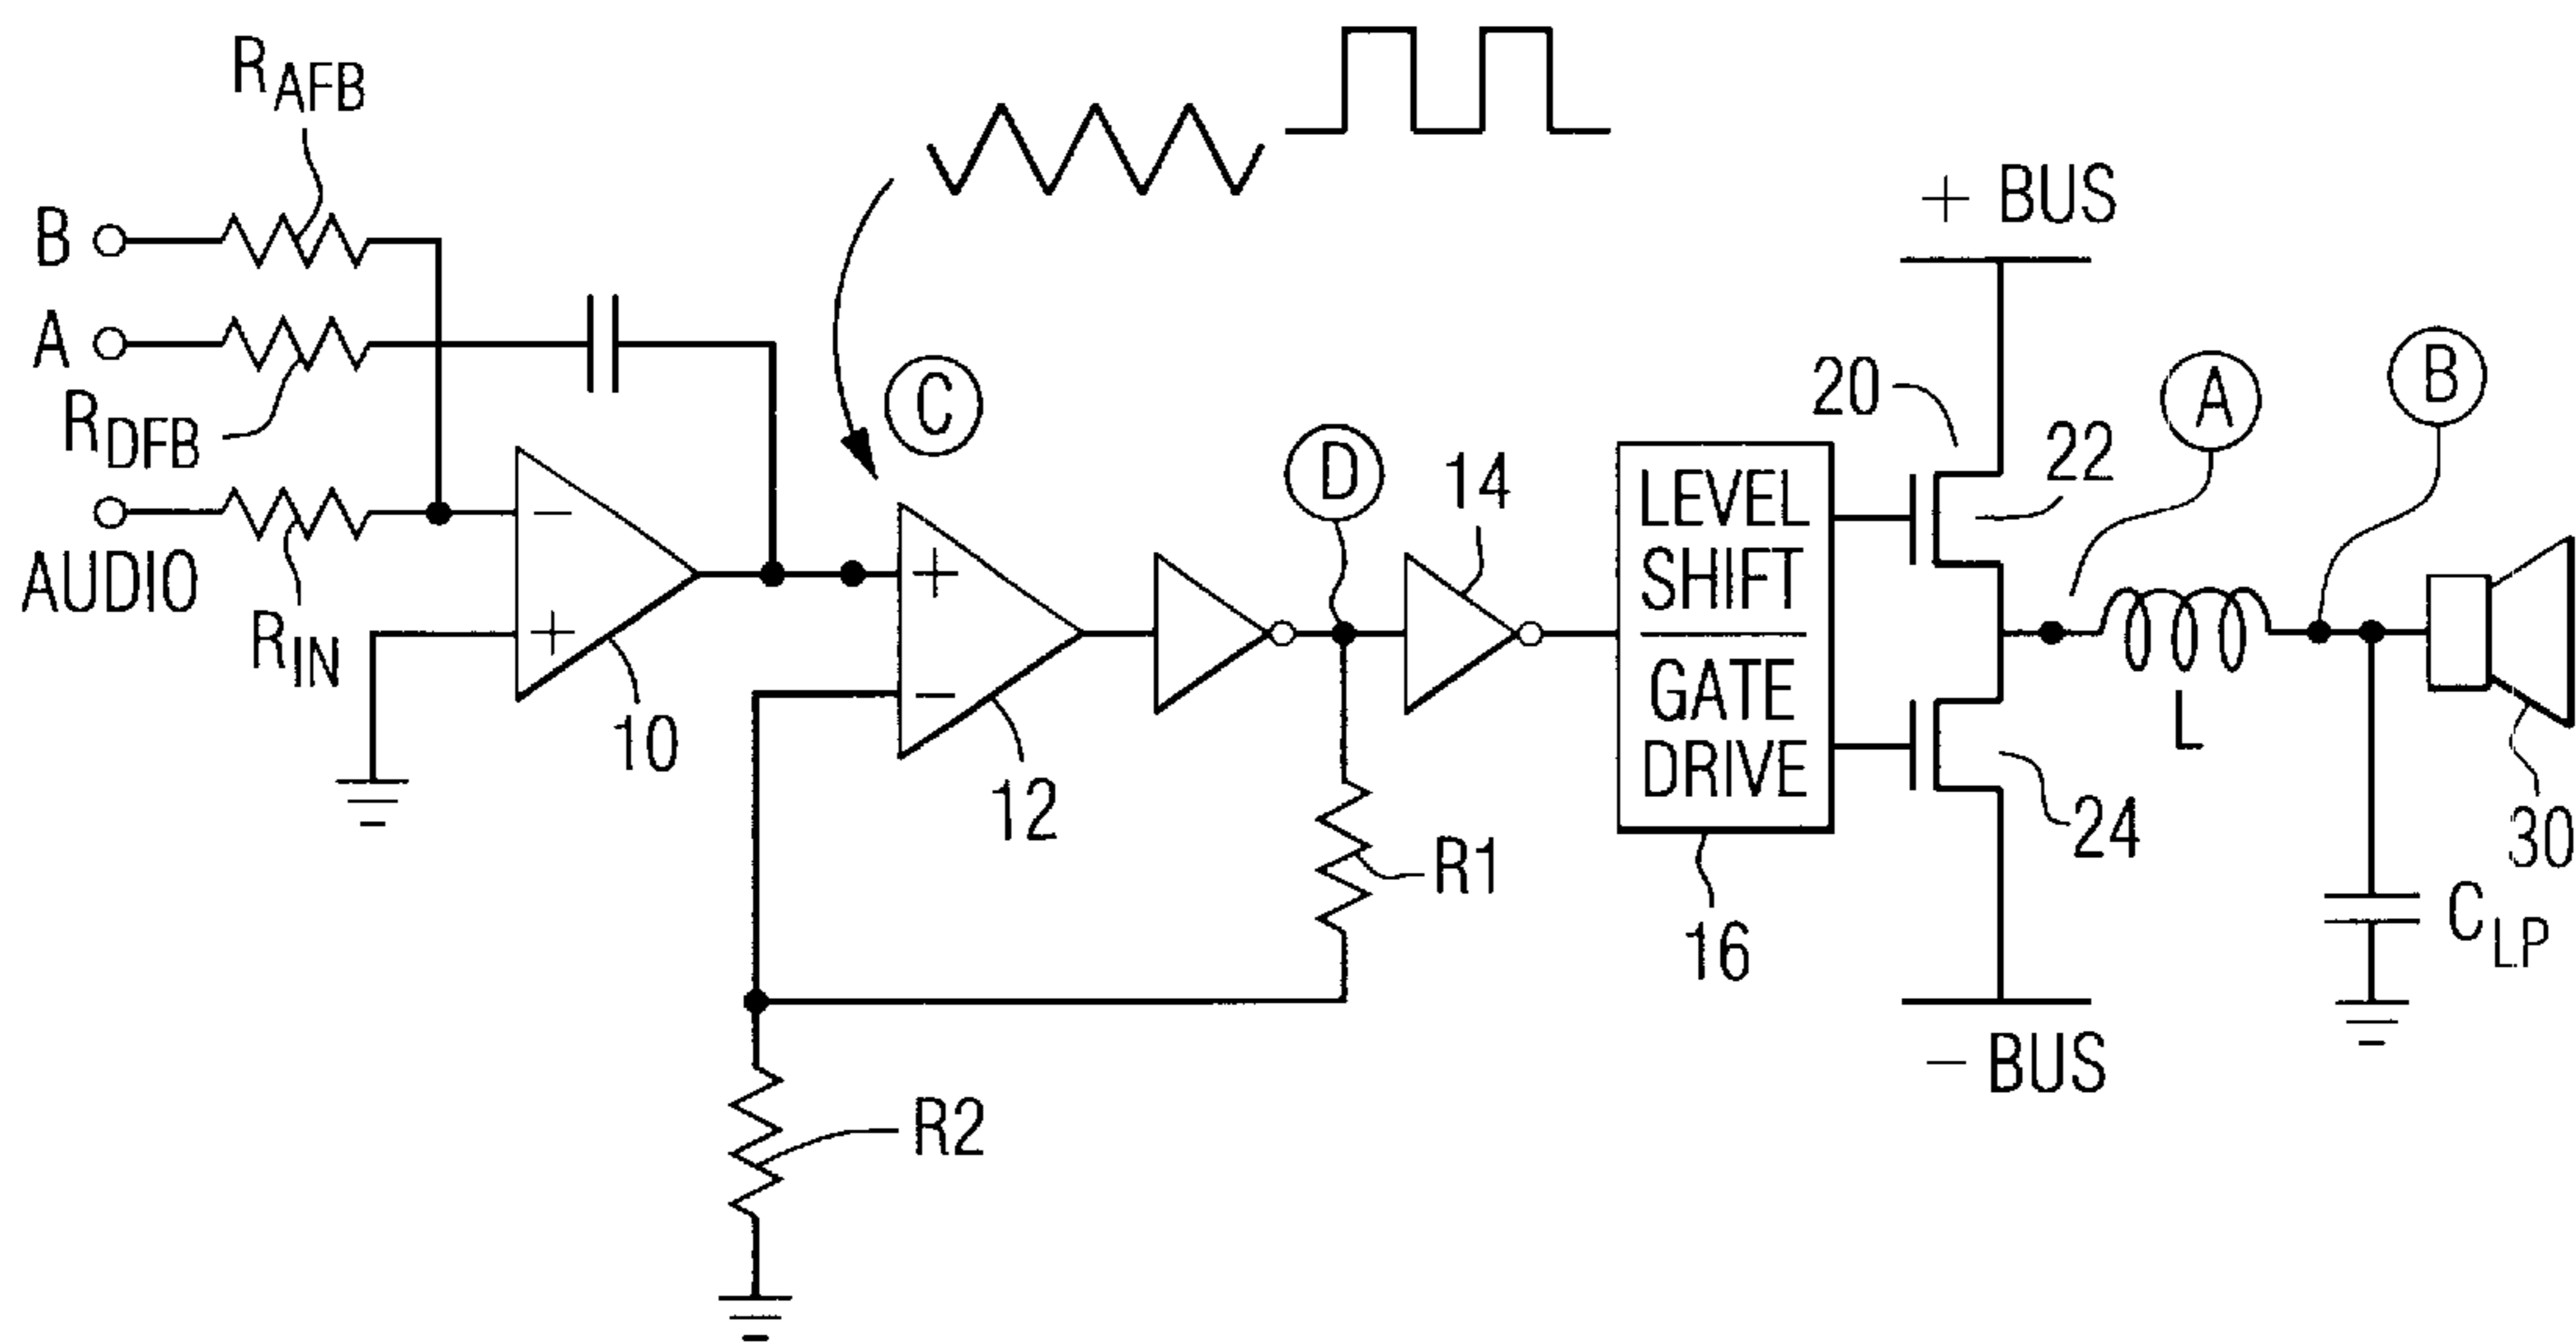 R_AFB
B
A
R_DFB
AUDIO
R_IN
−
+
10
C
+
−
12
D
14
R1
R2
LEVEL
SHIFT
GATE
DRIVE
16
+ BUS
20
22
A
B
L
24
− BUS
30
C_LP